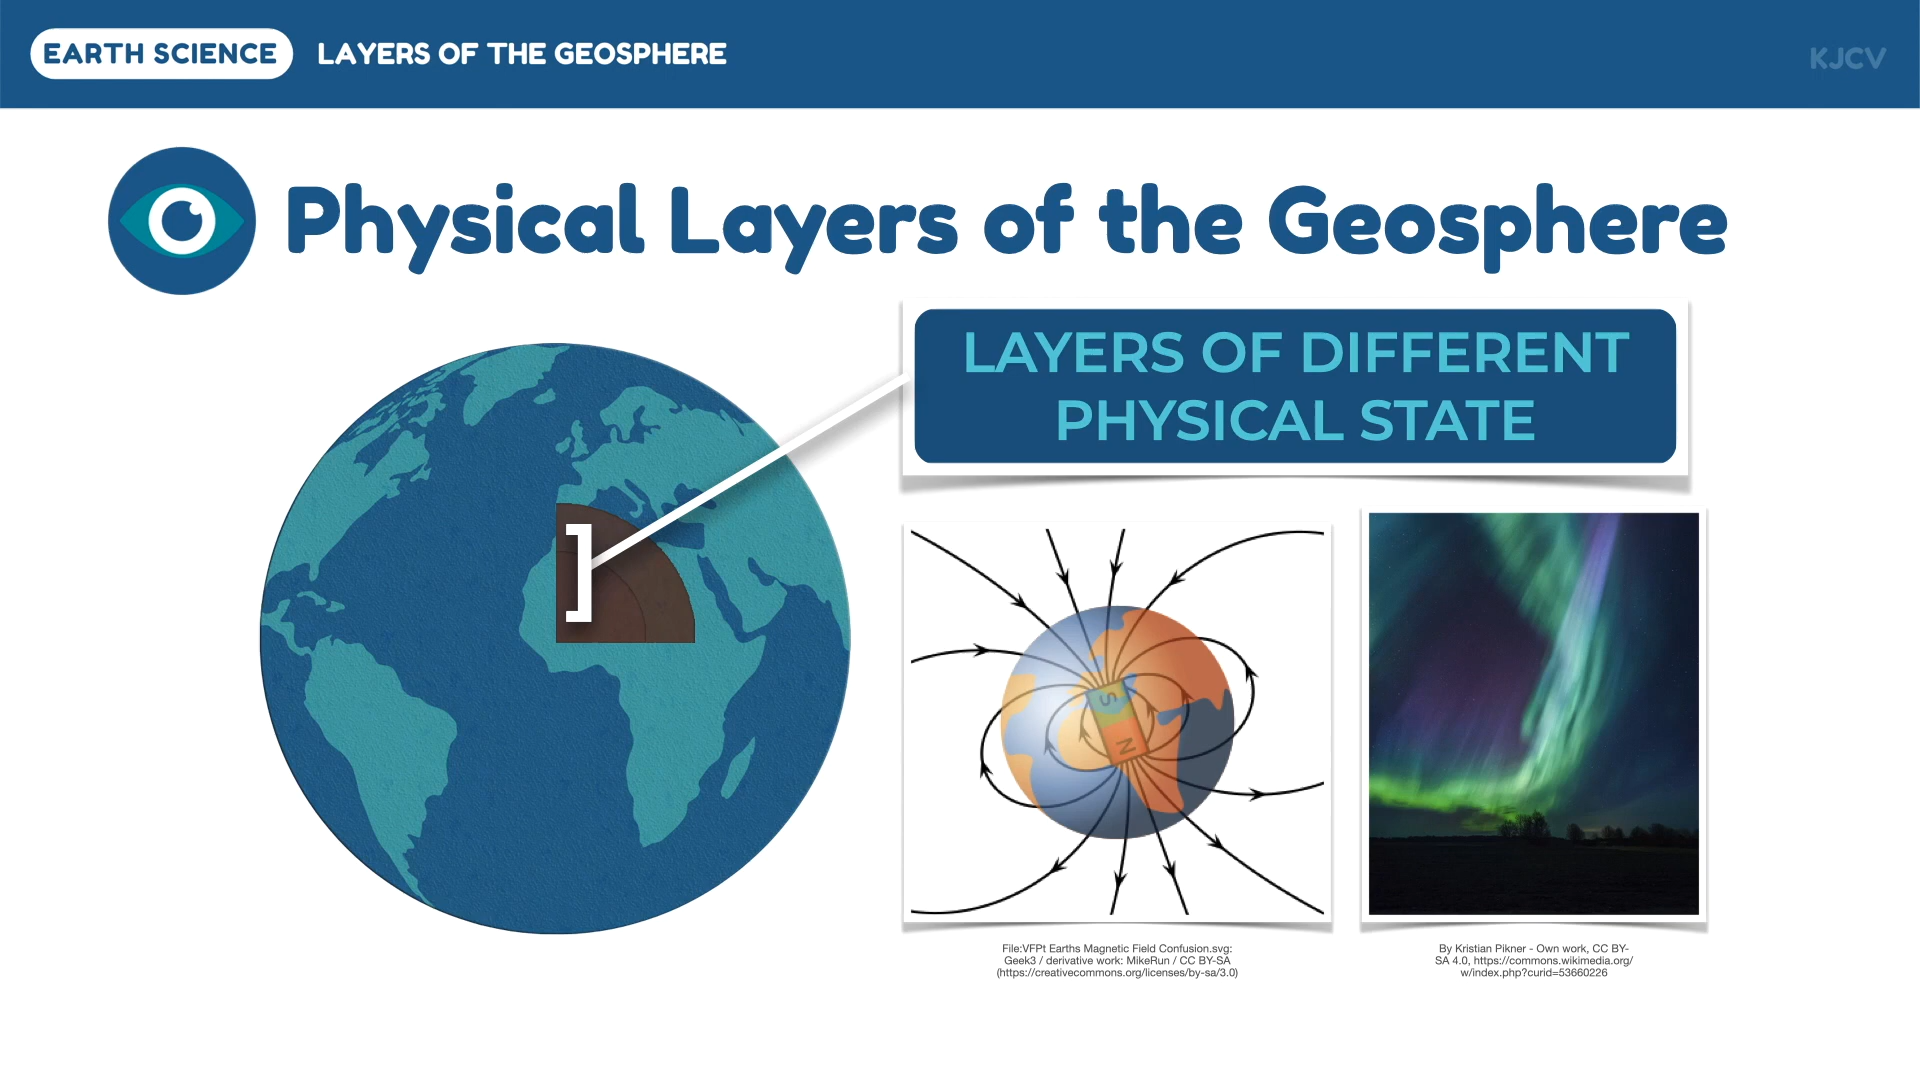 EARTH SCIENCE
LAYERS OF THE GEOSPHERE
KJCV
Physical Layers of the Geosphere
LAYERS OF DIFFERENT
PHYSICAL STATE
S
N
File:VFPt Earths Magnetic Field Confusion.svg:
Geek3 / derivative work: MikeRun / CC BY-SA
(https://creativecommons.org/licenses/by-sa/3.0)
By Kristian Pikner - Own work, CC BY-
SA 4.0, https://commons.wikimedia.org/
w/index.php?curid=53660226